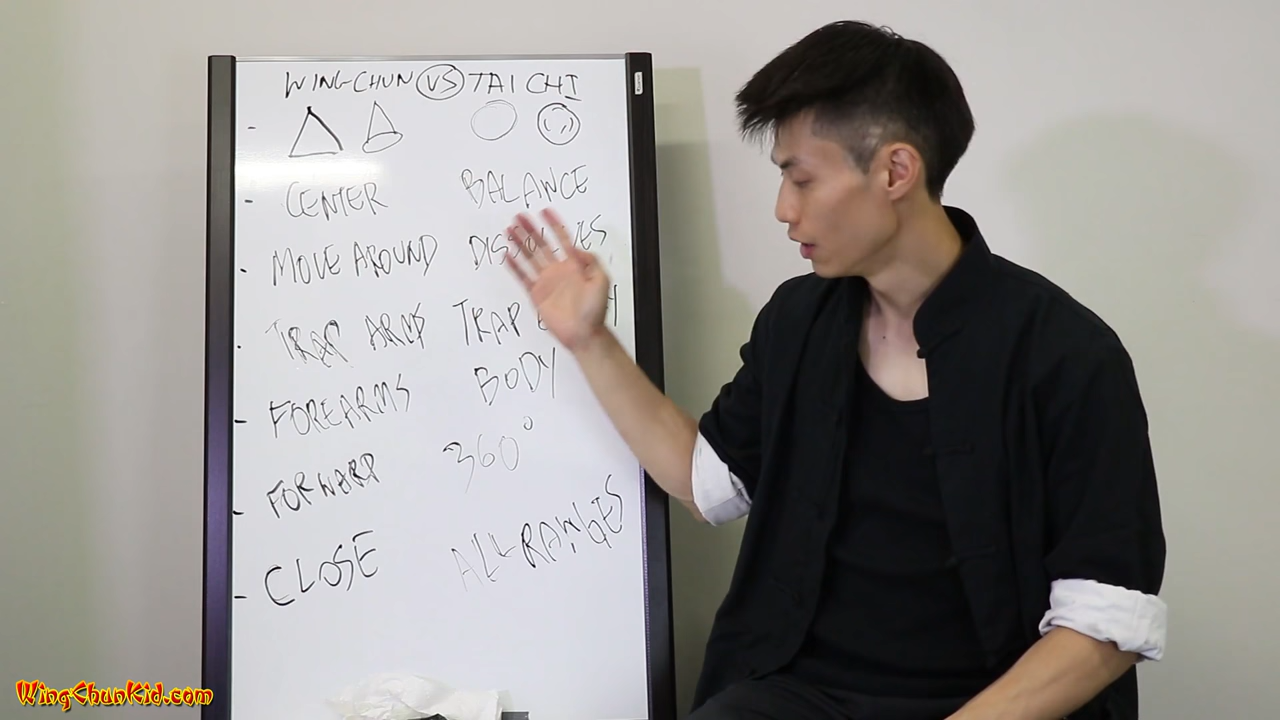 WING CHUN VS TAI CHI
CENTER BALANCE
MOVE AROUND DISSOLVES
TRAP ARMS TRAP
FOREARMS BODY
FORWARD 360°
CLOSE ALL RANGES
WingChunKid.com